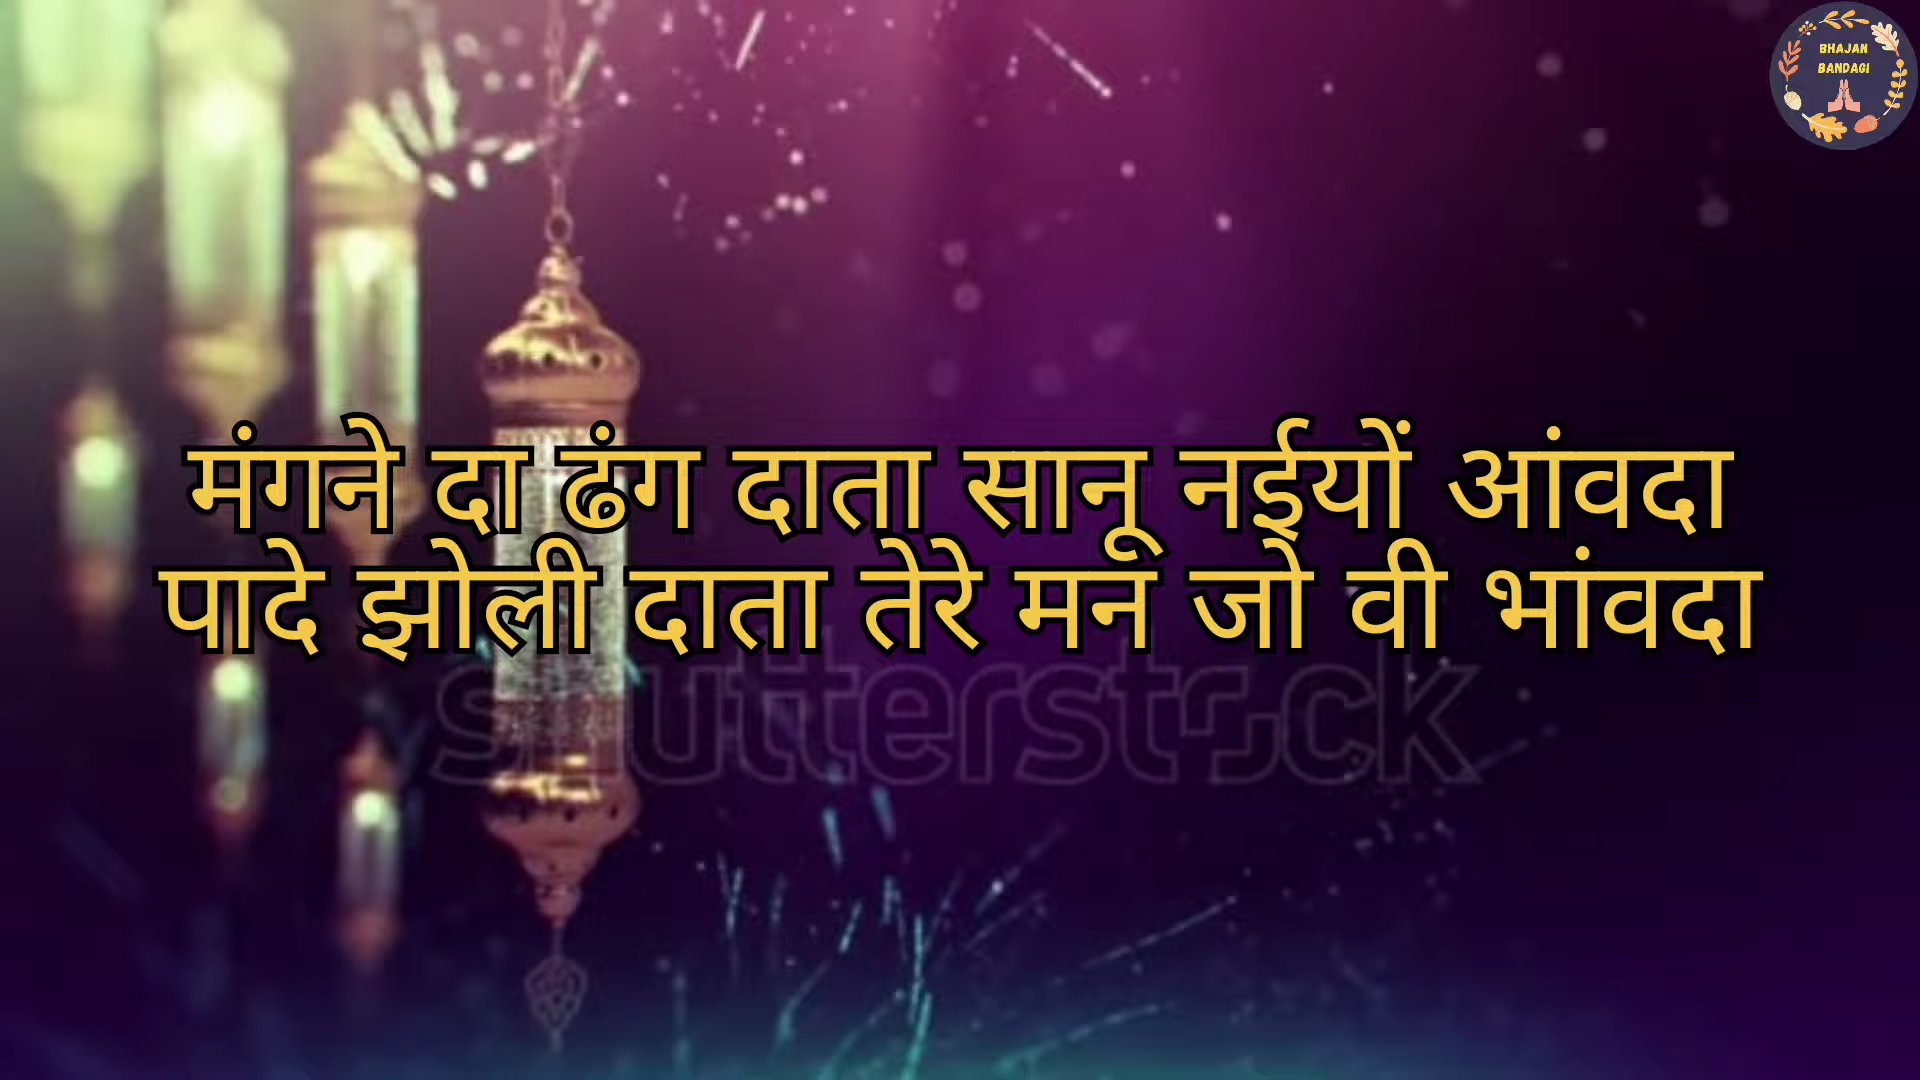 BHAJAN
BANDAGI
मंगने दा ढंग दाता सानू नईयों आंवदा
पादे झोली दाता तेरे मन जो वी भांवदा
shutterstock